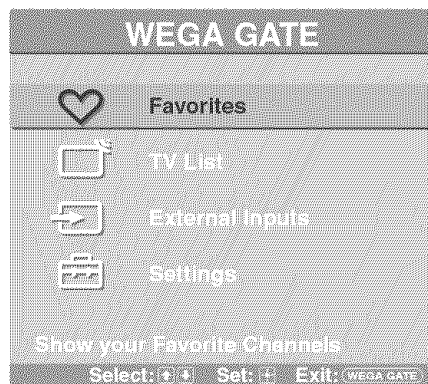 WEGA GATE
Favorites
TV List
External Inputs
Settings
Show your Favorite Channels
Select: Set: Exit: WEGA GATE